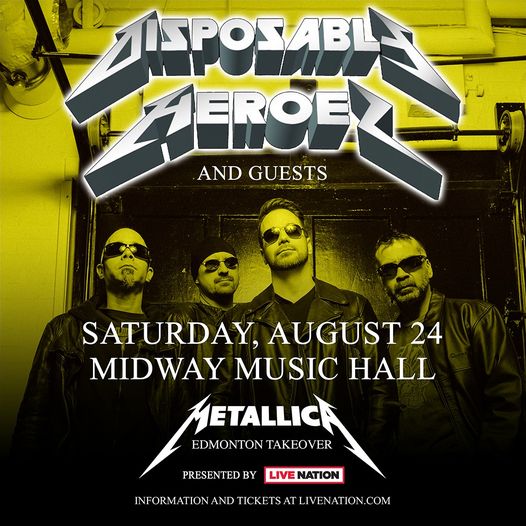 DISPOSABLE
HEROEZ
AND GUESTS
SATURDAY, AUGUST 24
MIDWAY MUSIC HALL
METALLICA
EDMONTON TAKEOVER
PRESENTED BY LIVE NATION
INFORMATION AND TICKETS AT LIVENATION.COM